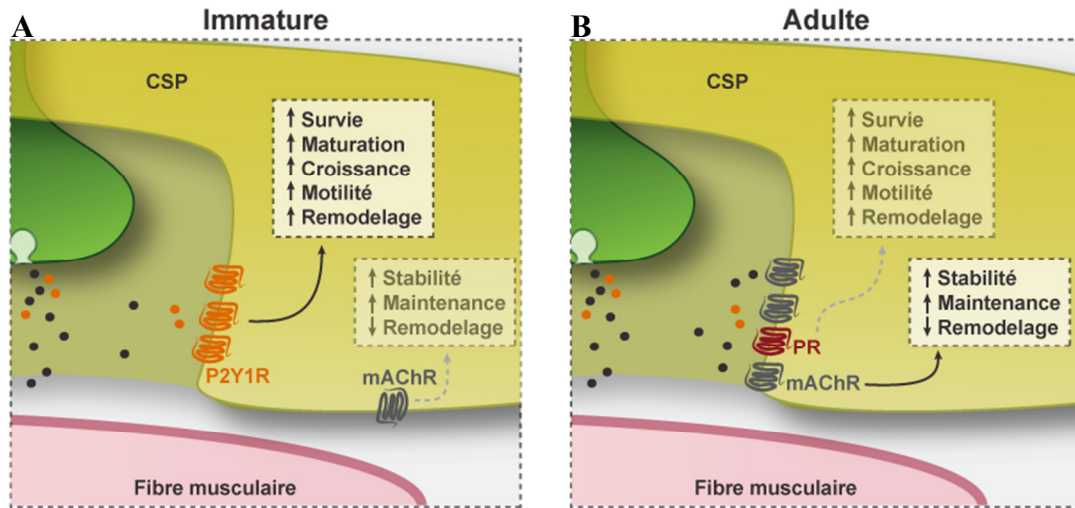 A
Immature
CSP
↑ Survie
↑ Maturation
↑ Croissance
↑ Motilité
↑ Remodelage
↑ Stabilité
↑ Maintenance
↓ Remodelage
P2Y1R
mAChR
Fibre musculaire
B
Adulte
CSP
↑ Survie
↑ Maturation
↑ Croissance
↑ Motilité
↑ Remodelage
↑ Stabilité
↑ Maintenance
↓ Remodelage
PR
mAChR
Fibre musculaire